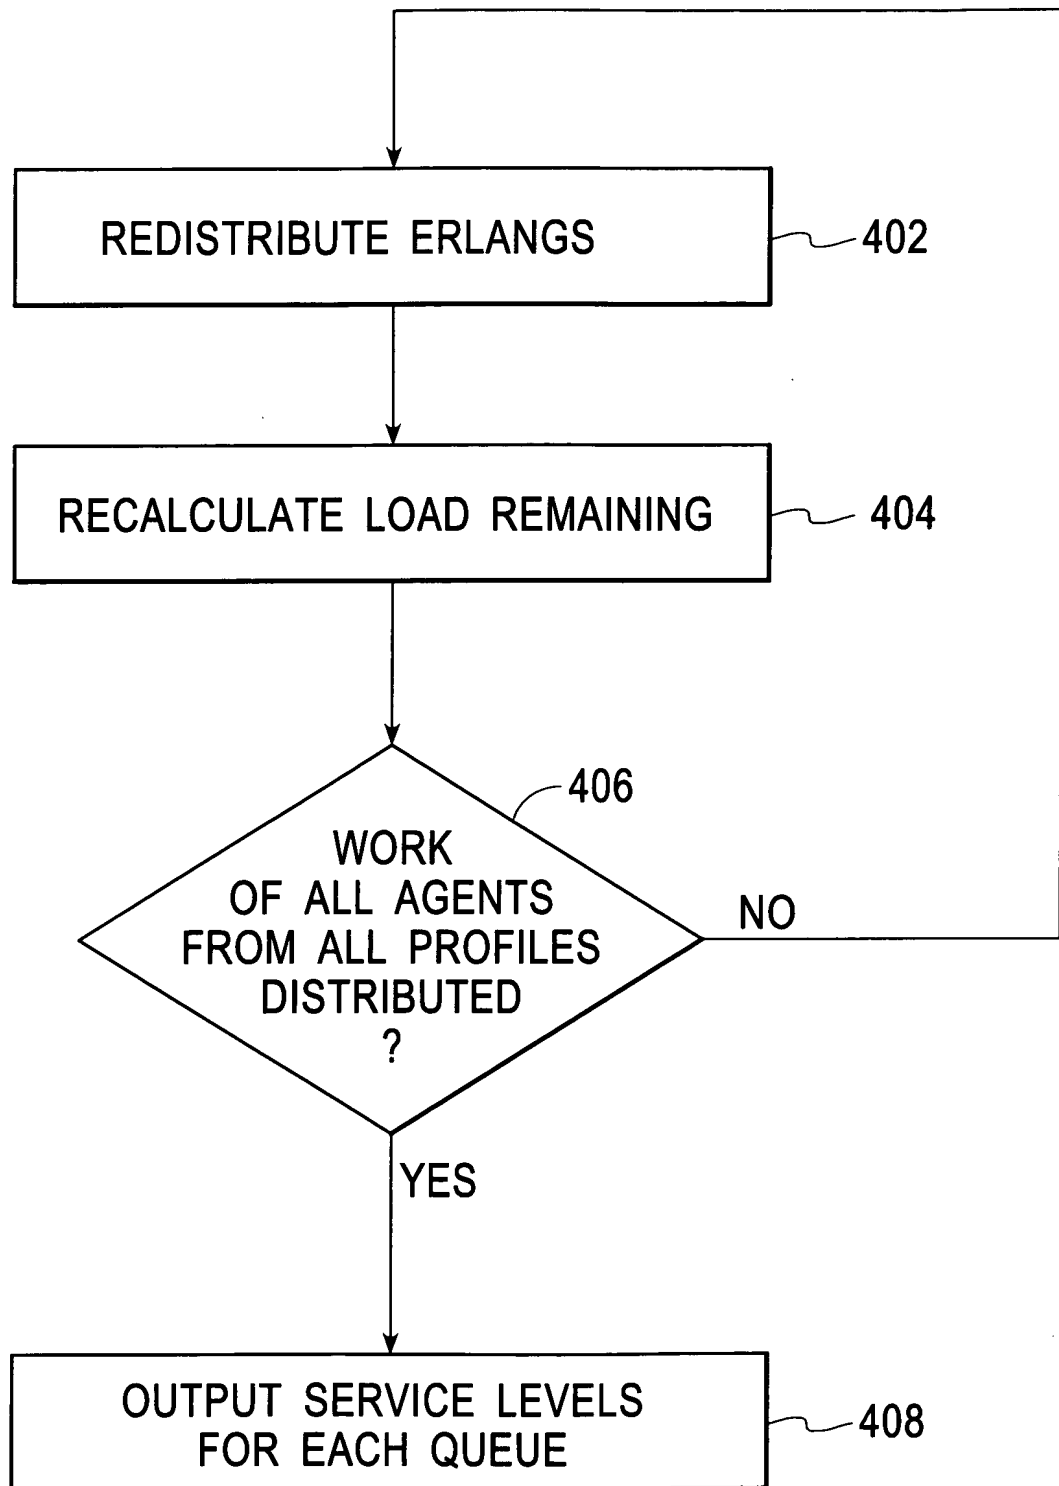 REDISTRIBUTE ERLANGS
402
RECALCULATE LOAD REMAINING
404
406
WORK
OF ALL AGENTS
FROM ALL PROFILES
DISTRIBUTED
?
NO
YES
OUTPUT SERVICE LEVELS
FOR EACH QUEUE
408